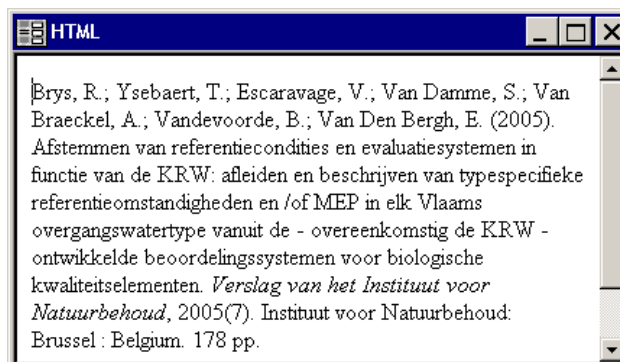 HTML
Brys, R.; Ysebaert, T.; Escaravage, V.; Van Damme, S.; Van
Braeckel, A.; Vandevoorde, B.; Van Den Bergh, E. (2005).
Afstemmen van referentiecondities en evaluatiesystemen in
functie van de KRW: afleiden en beschrijven van typespecifieke
referentieomstandigheden en /of MEP in elk Vlaams
overgangswatertype vanuit de - overeenkomstig de KRW -
ontwikkelde beoordelingssystemen voor biologische
kwaliteitselementen. Verslag van het Instituut voor
Natuurbehoud, 2005(7). Instituut voor Natuurbehoud:
Brussel : Belgium. 178 pp.